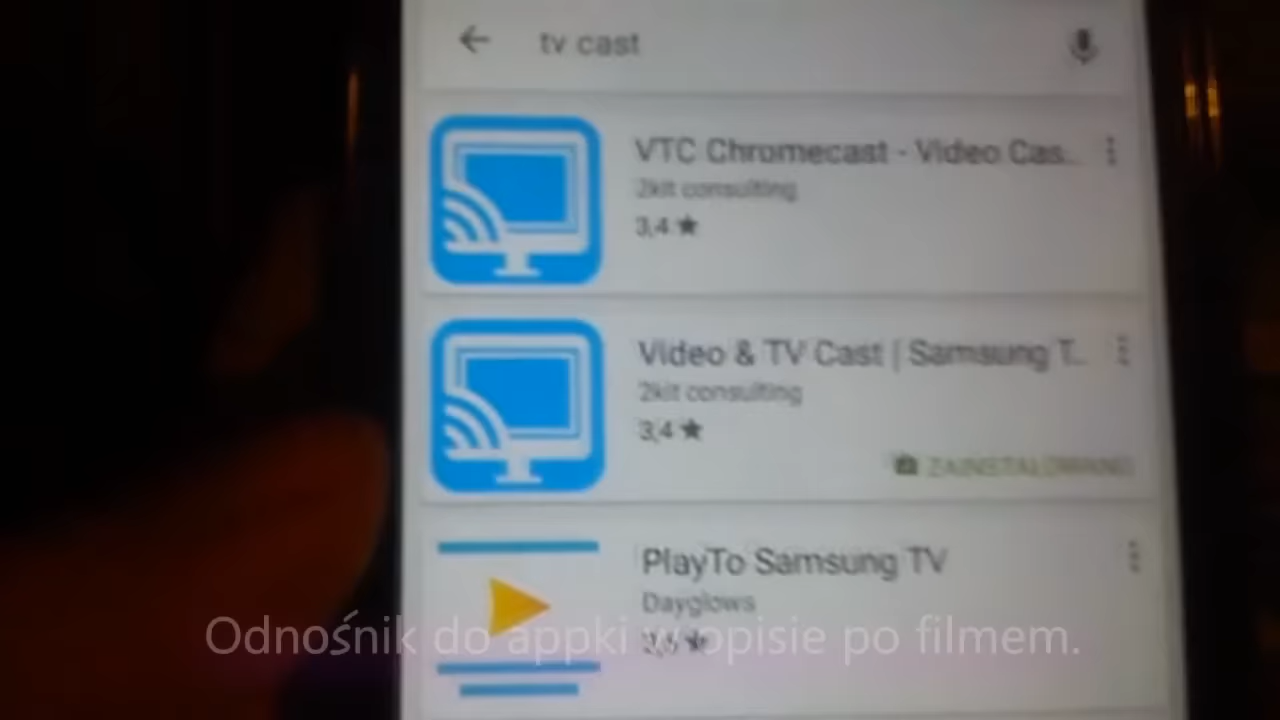 tv cast
VTC Chromecast - Video Cas...
2kit consulting
3,4★
Video & TV Cast | Samsung T...
2kit consulting
3,4★
ZAINSTALOWANO
PlayTo Samsung TV
Dayglows
Odnośnik do appki w opisie po filmem.